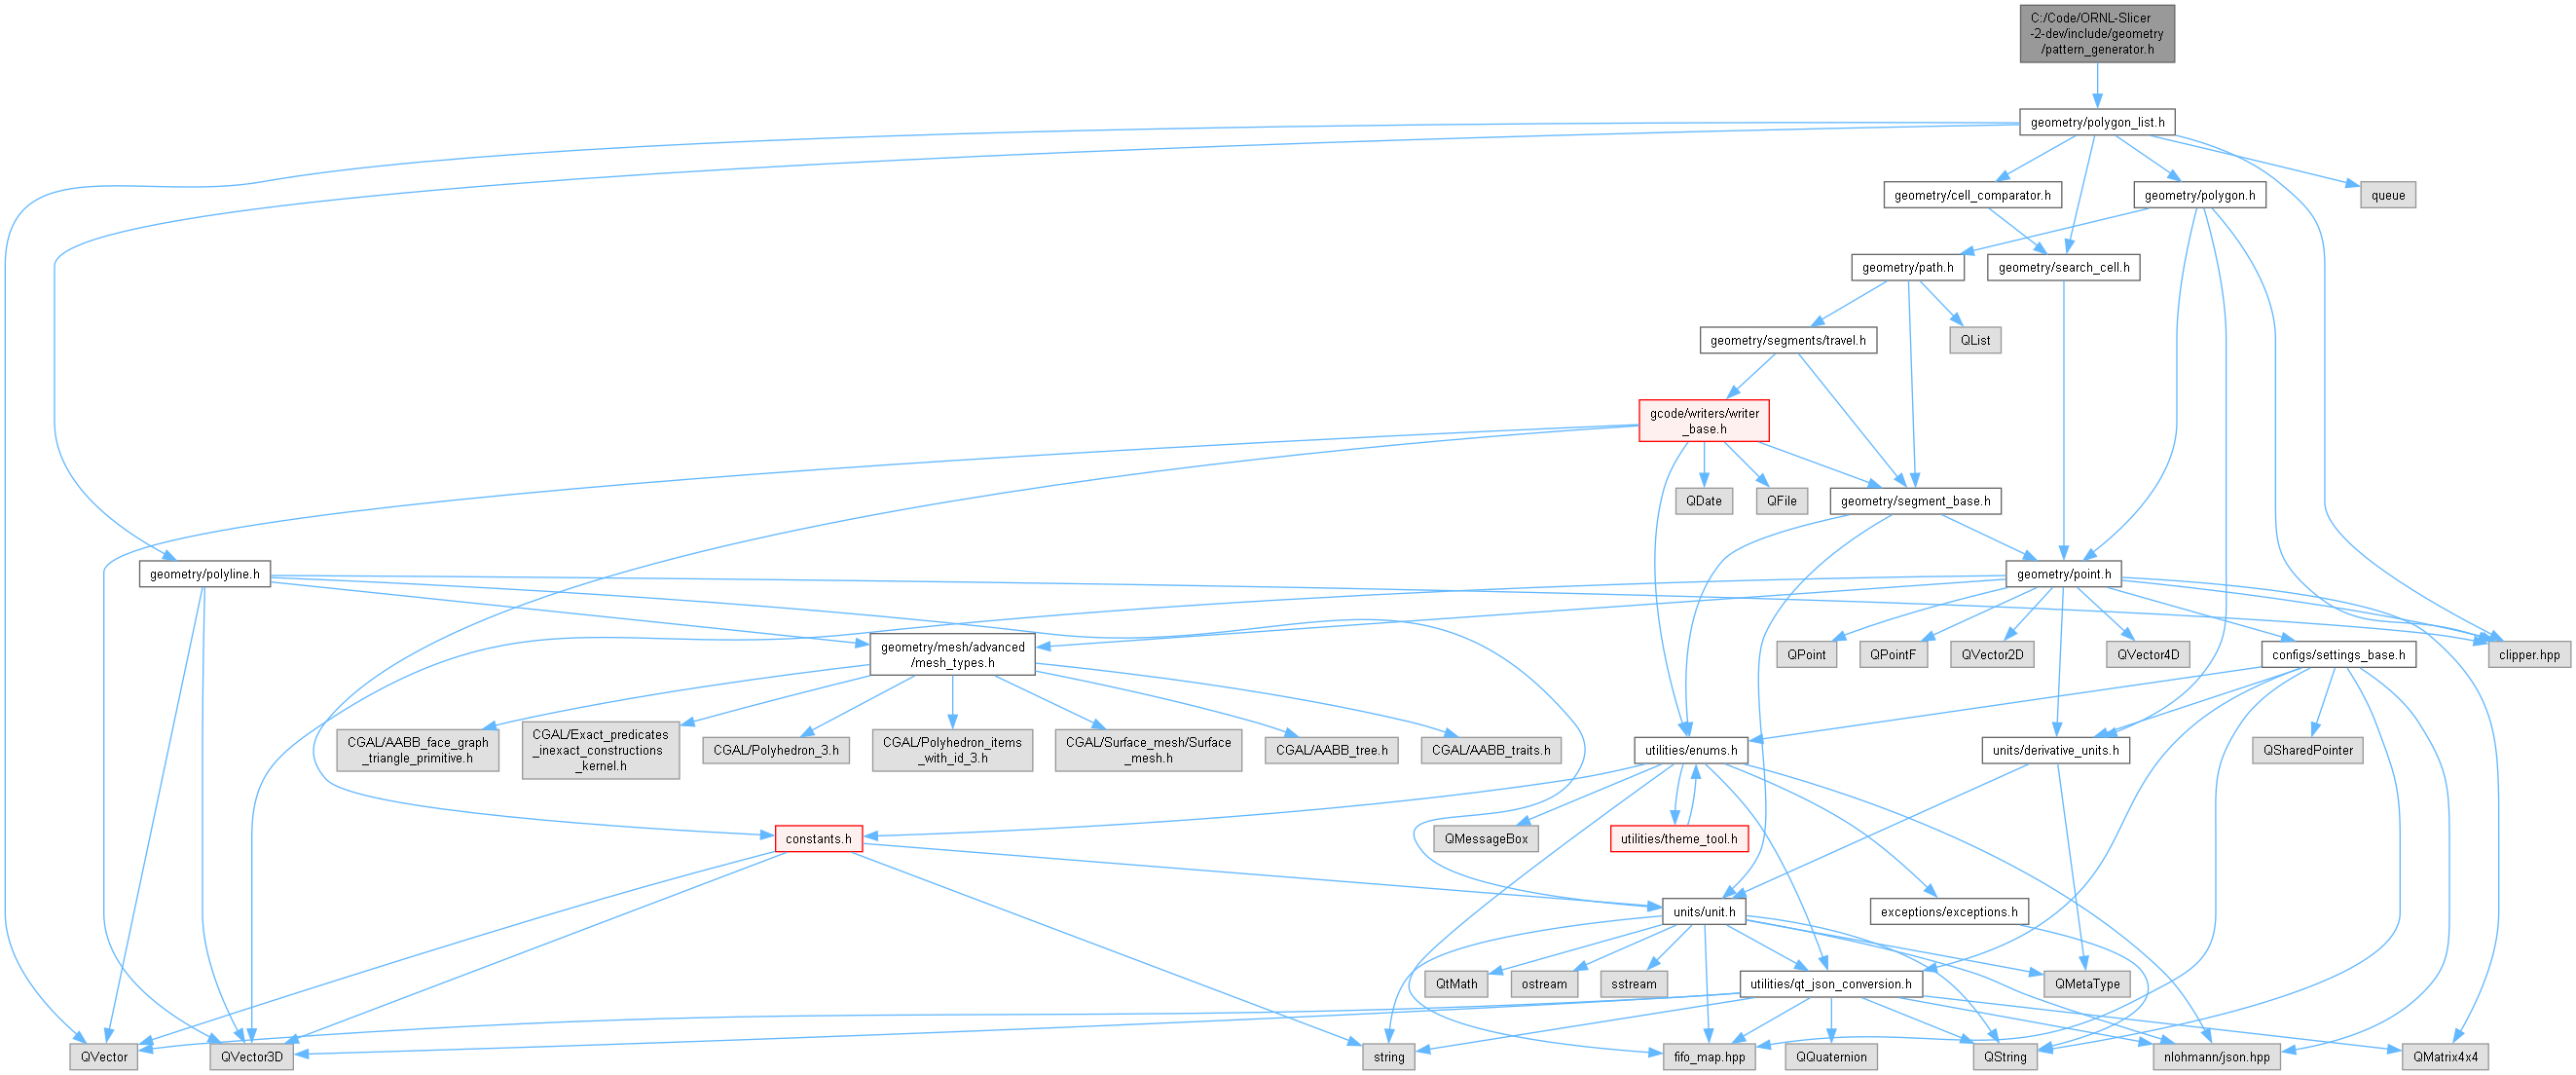 C:/Code/ORNL-Slicer
-2-dev/include/geometry
/pattern_generator.h
geometry/polygon_list.h
geometry/cell_comparator.h
geometry/polygon.h
queue
geometry/path.h
geometry/search_cell.h
geometry/segments/travel.h
QList
gcode/writers/writer
_base.h
QDate
QFile
geometry/segment_base.h
geometry/polyline.h
geometry/point.h
geometry/mesh/advanced
/mesh_types.h
QPoint
QPointF
QVector2D
QVector4D
configs/settings_base.h
clipper.hpp
CGAL/AABB_face_graph
_triangle_primitive.h
CGAL/Exact_predicates
_inexact_constructions
_kernel.h
CGAL/Polyhedron_3.h
CGAL/Polyhedron_items
_with_id_3.h
CGAL/Surface_mesh/Surface
_mesh.h
CGAL/AABB_tree.h
CGAL/AABB_traits.h
utilities/enums.h
units/derivative_units.h
QSharedPointer
constants.h
QMessageBox
utilities/theme_tool.h
units/unit.h
exceptions/exceptions.h
QtMath
ostream
sstream
utilities/qt_json_conversion.h
QMetaType
QVector
QVector3D
string
fifo_map.hpp
QQuaternion
QString
nlohmann/json.hpp
QMatrix4x4